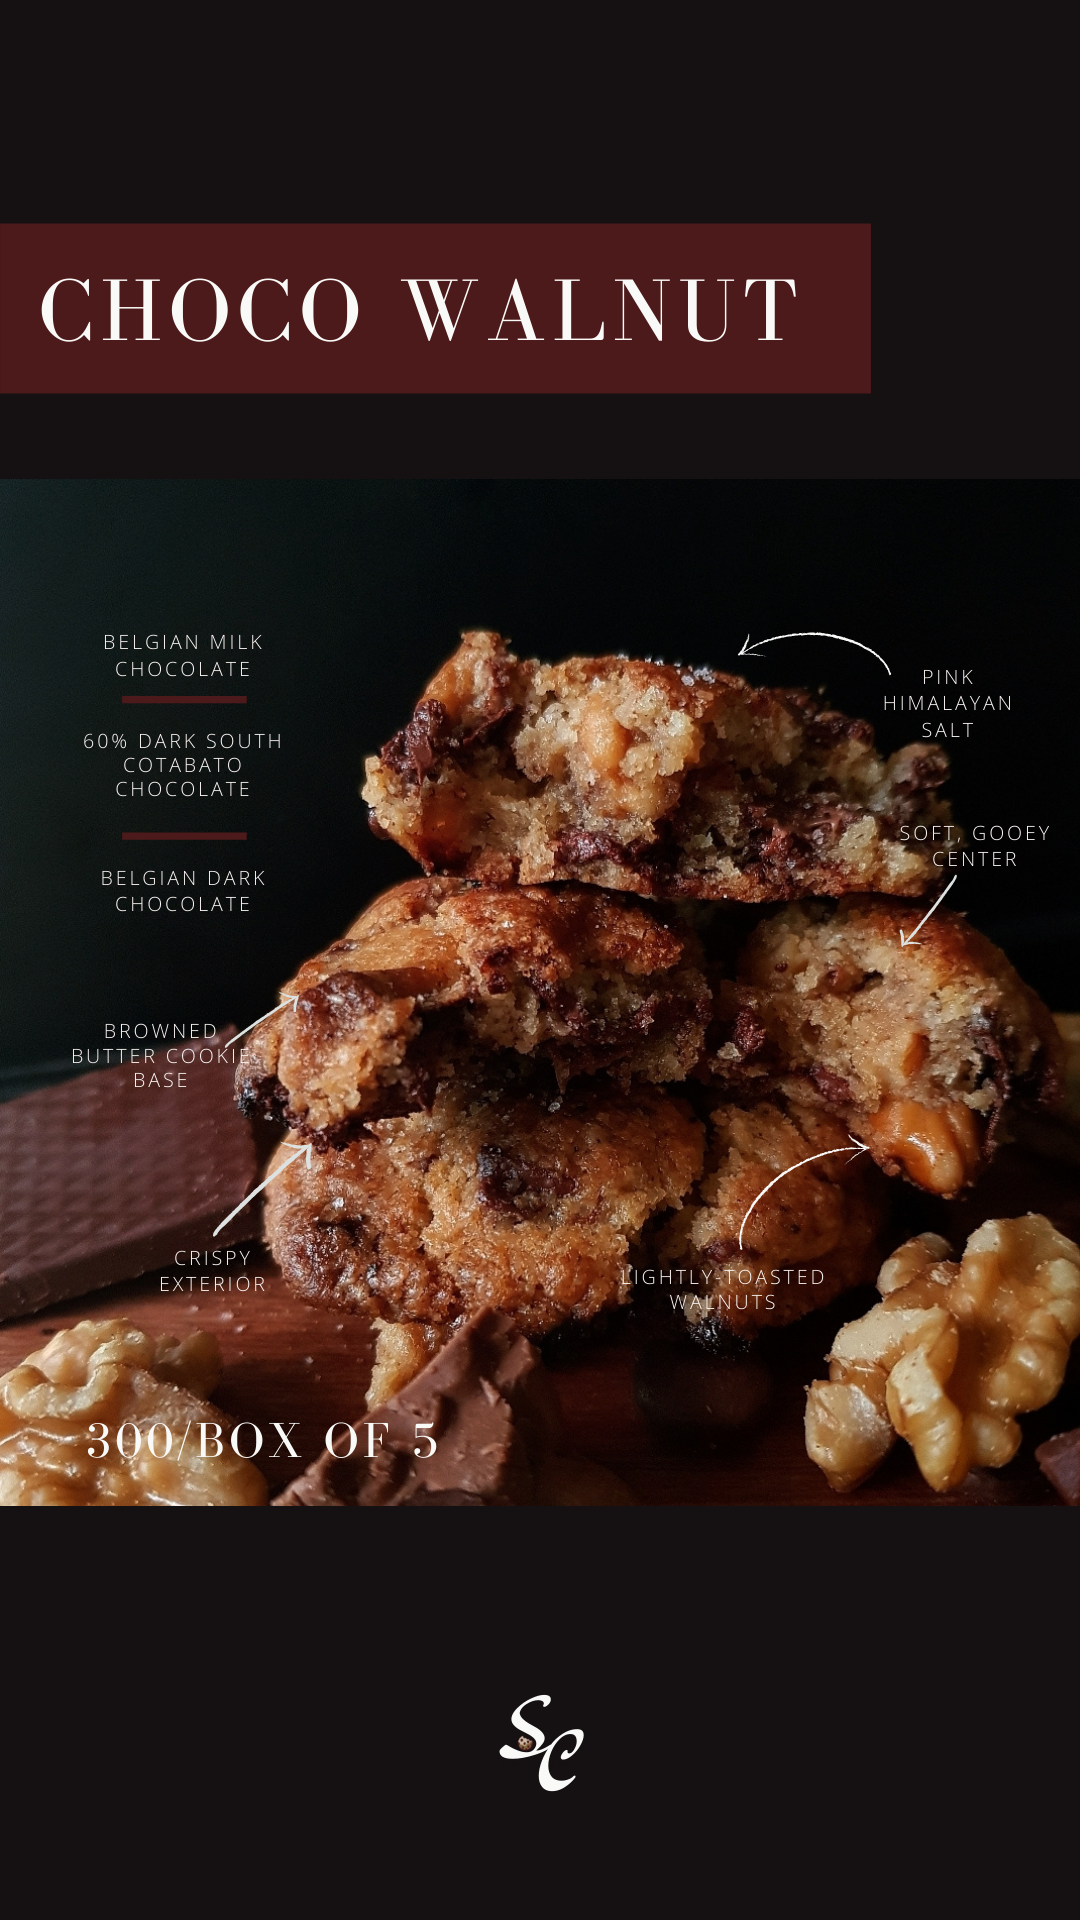 CHOCO WALNUT
BELGIAN MILK
CHOCOLATE
60% DARK SOUTH
COTABATO
CHOCOLATE
BELGIAN DARK
CHOCOLATE
BROWNED
BUTTER COOKIE
BASE
CRISPY
EXTERIOR
PINK
HIMALAYAN
SALT
SOFT, GOOEY
CENTER
LIGHTLY-TOASTED
WALNUTS
300/BOX OF 5
SC